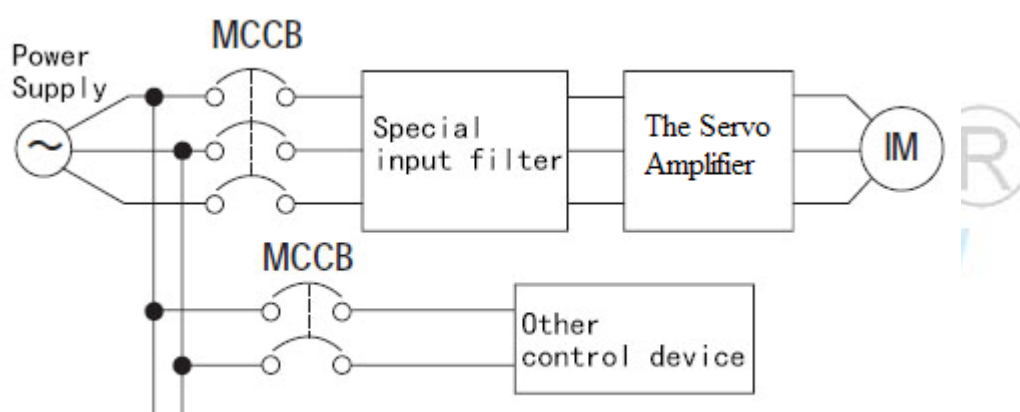 MCCB
Power
Supply
Special
input filter
The Servo
Amplifier
IM
R
MCCB
Other
control device